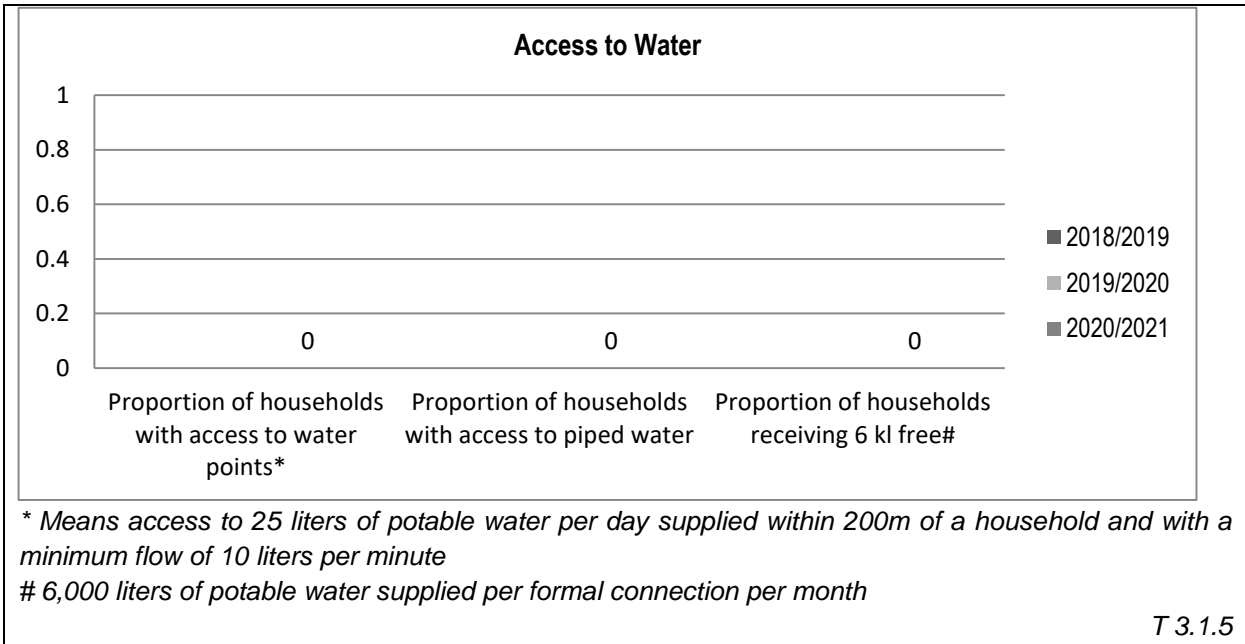 Access to Water
1
0.8
0.6
0.4
0.2
0
0 0 0
Proportion of households with access to water points*
Proportion of households with access to piped water
Proportion of households receiving 6 kl free#
2018/2019
2019/2020
2020/2021
* Means access to 25 liters of potable water per day supplied within 200m of a household and with a
minimum flow of 10 liters per minute
# 6,000 liters of potable water supplied per formal connection per month
T 3.1.5